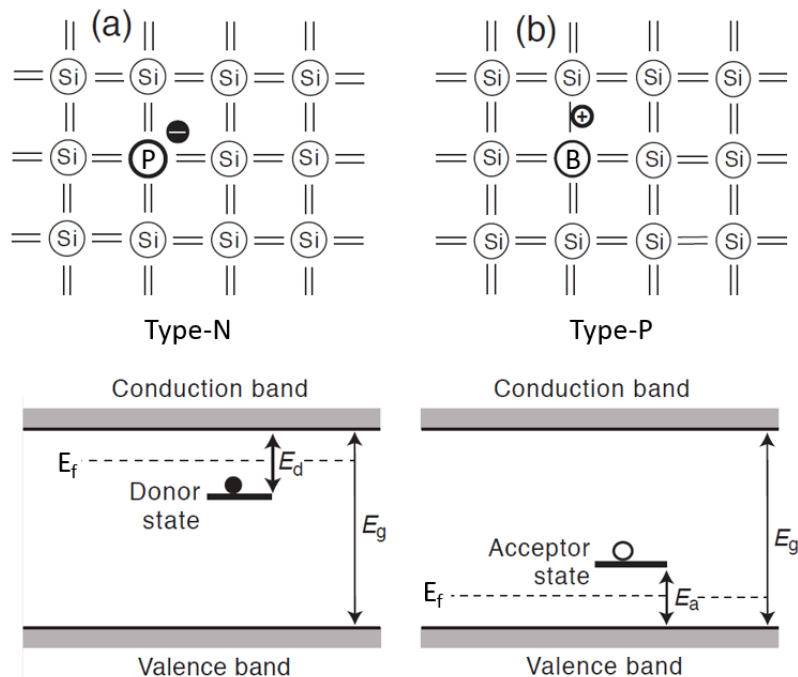 (a)
Si Si Si Si
Si P Si Si
Si Si Si Si
Type-N
Conduction band
Ef
Ed
Donor
state
Eg
Valence band
(b)
Si Si Si Si
+
Si B Si Si
Si Si Si Si
Type-P
Conduction band
Acceptor
state
Eg
Ef
Ea
Valence band